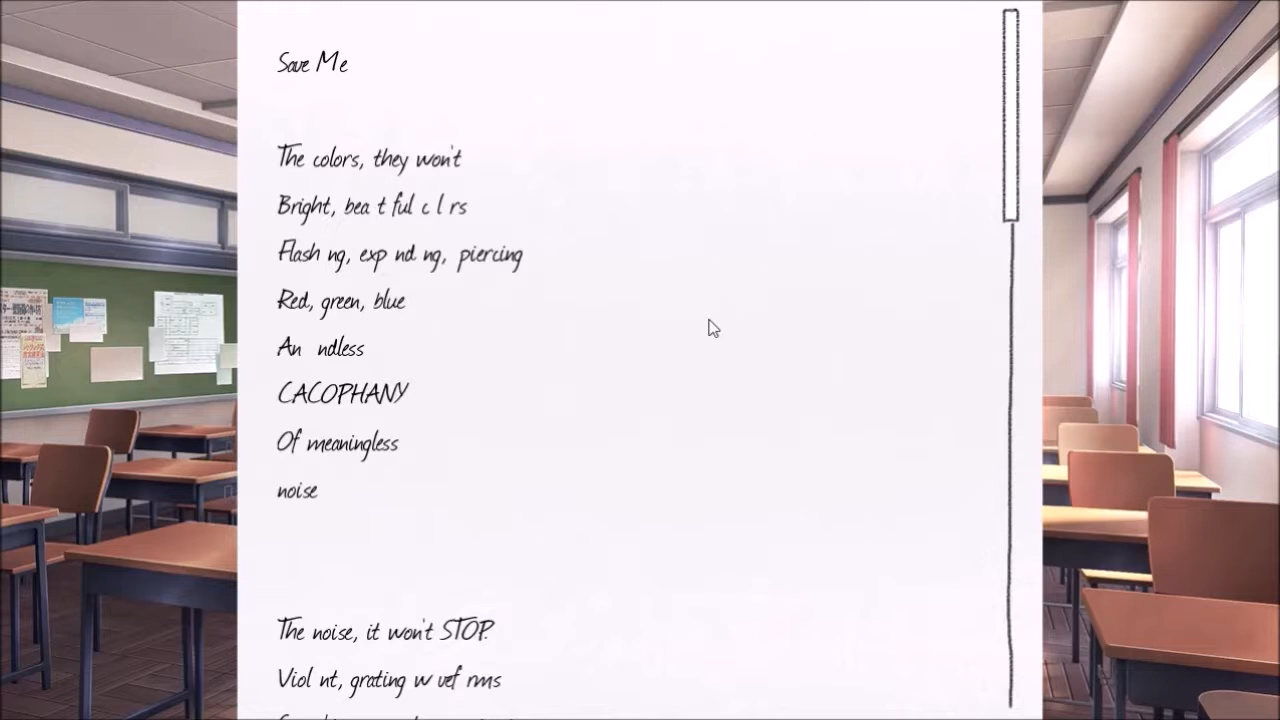 Save Me
The colors, they won't
Bright, bea t ful c l rs
Flash ng, exp nd ng, piercing
Red, green, blue
An  ndless
CACOPHANY
Of meaningless
noise
The noise, it won't STOP.
Viol nt, grating w vef rms